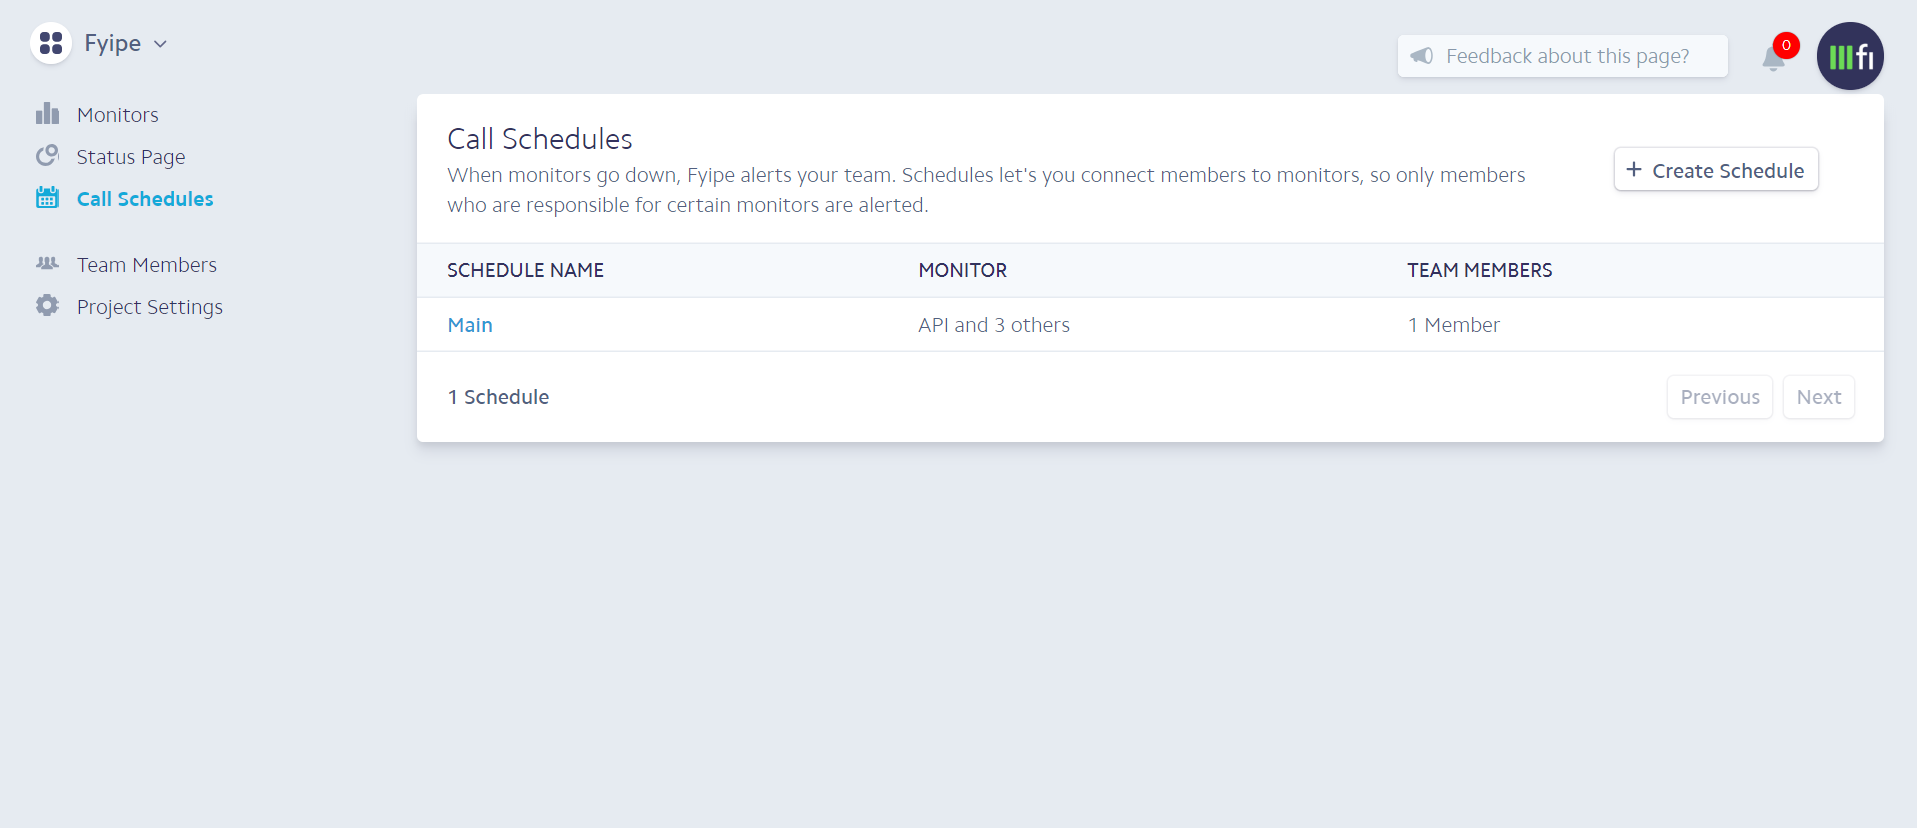 Fyipe
Feedback about this page?
0
fi
Monitors
Status Page
Call Schedules
Team Members
Project Settings
Call Schedules
When monitors go down, Fyipe alerts your team. Schedules let's you connect members to monitors, so only members
who are responsible for certain monitors are alerted.
+ Create Schedule
SCHEDULE NAME MONITOR TEAM MEMBERS
Main API and 3 others 1 Member
1 Schedule
Previous Next